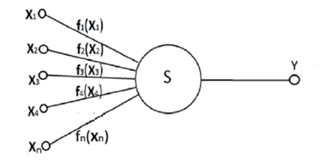 X₁ f₁(X₁)
X₂ f₂(X₂)
X₃ f₃(X₃)
X₄ f₄(X₄)
Xₙ fₙ(Xₙ)
S
Y